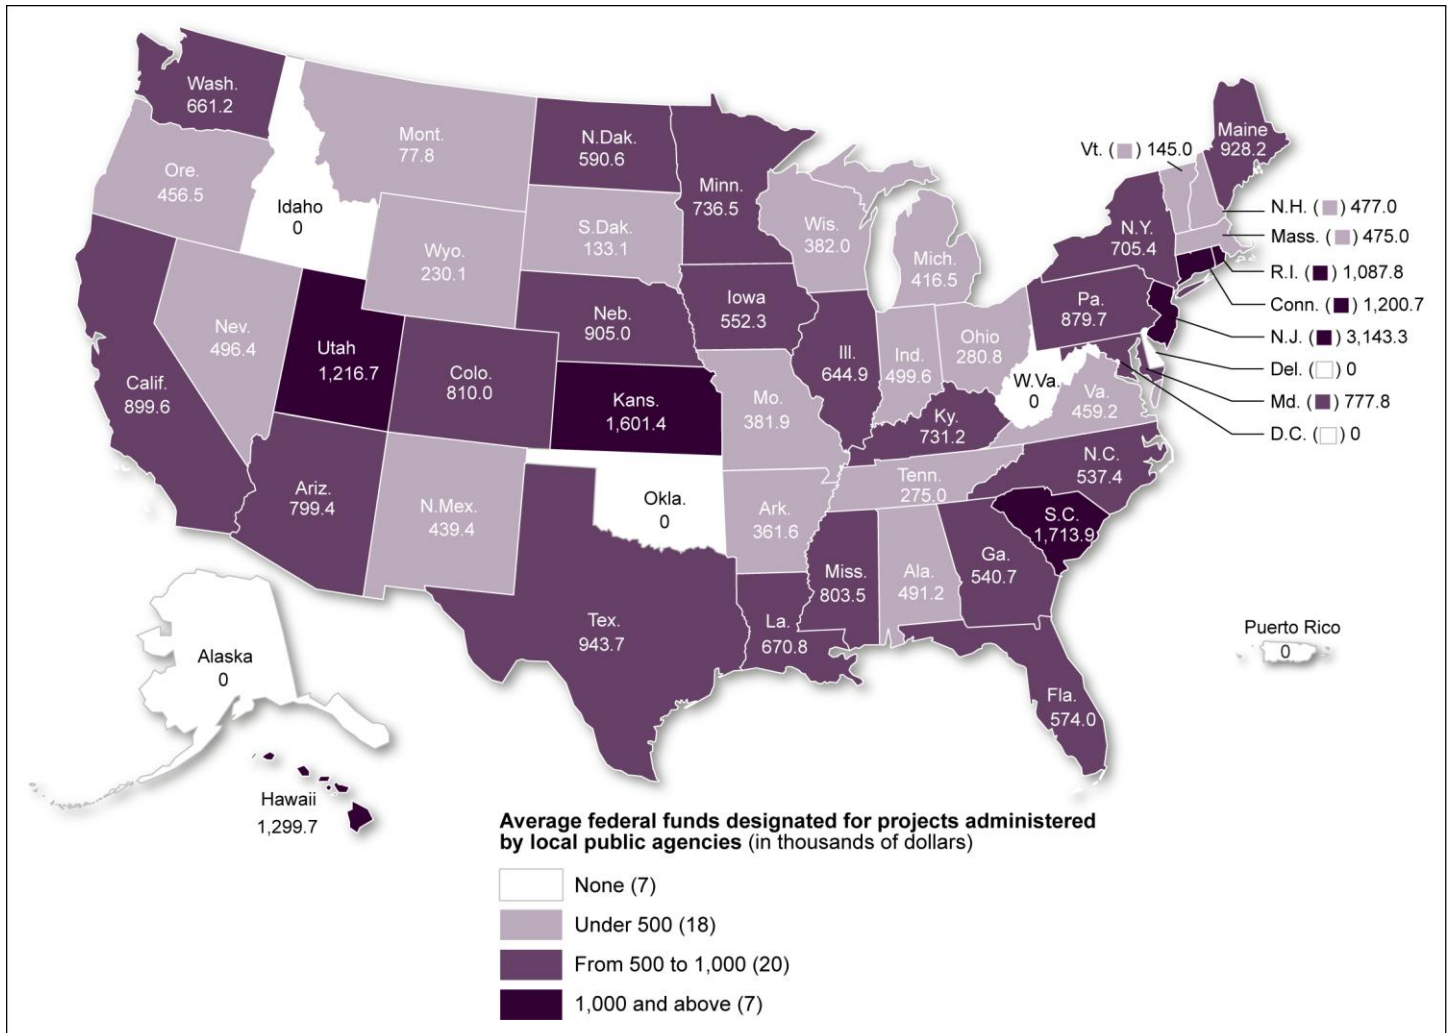 Wash.
661.2
Mont.
77.8
N.Dak.
590.6
Minn.
736.5
Maine
928.2
Vt. ( ) 145.0
Ore.
456.5
Idaho
0
Wyo.
230.1
S.Dak.
133.1
Wis.
382.0
Mich.
416.5
N.Y.
705.4
N.H. ( ) 477.0
Mass. ( ) 475.0
R.I. ( ) 1,087.8
Conn. ( ) 1,200.7
N.J. ( ) 3,143.3
Del. ( ) 0
Md. ( ) 777.8
D.C. ( ) 0
Nev.
496.4
Utah
1,216.7
Neb.
905.0
Iowa
552.3
Pa.
879.7
Calif.
899.6
Colo.
810.0
Kans.
1,601.4
Mo.
381.9
Ill.
644.9
Ind.
499.6
Ohio
280.8
W.Va.
0
Va.
459.2
Ky.
731.2
Ariz.
799.4
N.Mex.
439.4
Okla.
0
Ark.
361.6
Tenn.
275.0
N.C.
537.4
S.C.
1,713.9
Tex.
943.7
La.
670.8
Miss.
803.5
Ala.
491.2
Ga.
540.7
Fla.
574.0
Puerto Rico
0
Alaska
0
Hawaii
1,299.7
Average federal funds designated for projects administered
by local public agencies (in thousands of dollars)
None (7)
Under 500 (18)
From 500 to 1,000 (20)
1,000 and above (7)